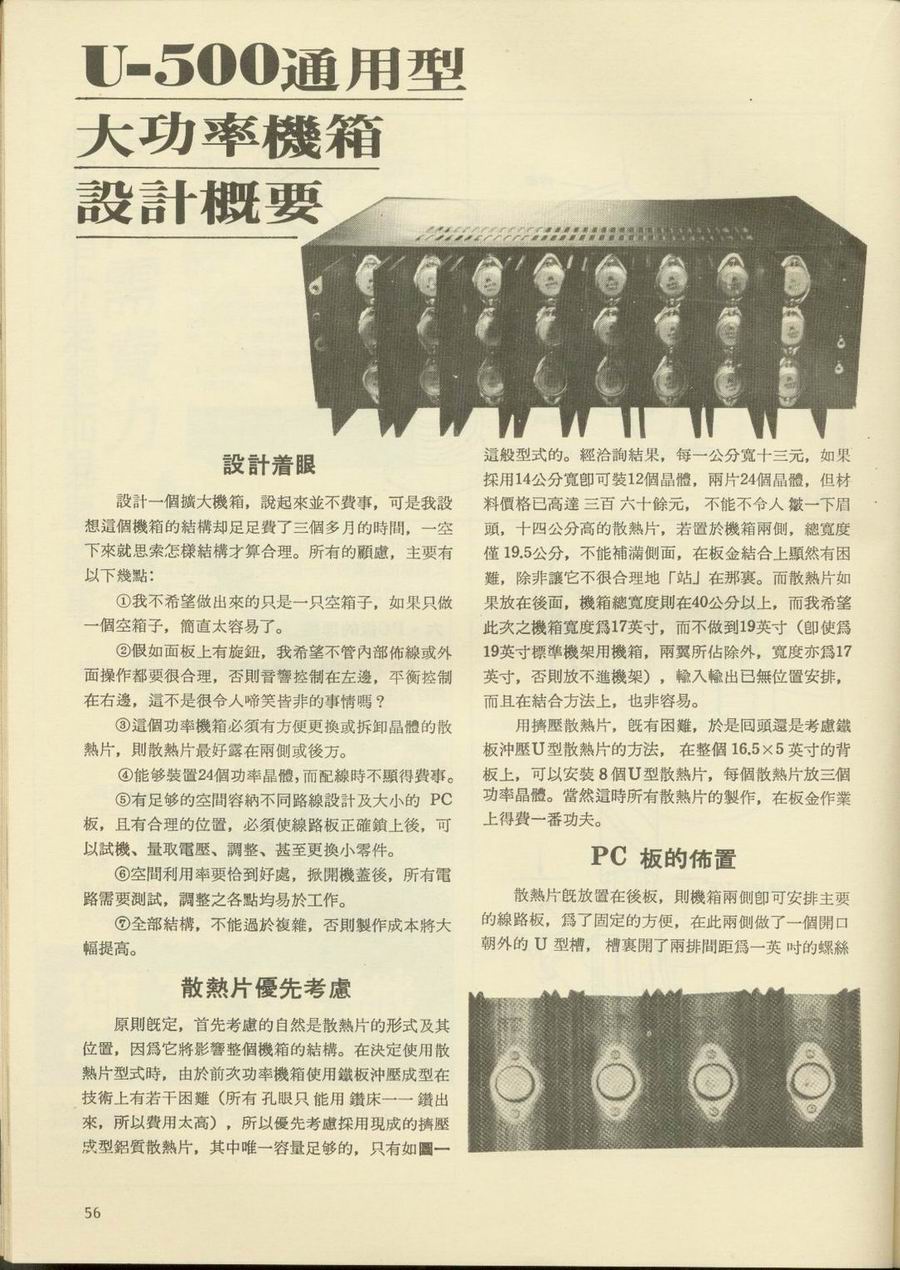 U-500通用型
大功率機箱
設計概要
設計着眼
設計一個擴大機箱，說起來並不費事，可是我設
想這個機箱的結構却足足費了三個多月的時間，一空
下來就思索怎樣結構才算合理。所有的顧慮，主要有
以下幾點：
①我不希望做出來的只是一只空箱子，如果只做
一個空箱子，簡直太容易了。
②假如面板上有旋鈕，我希望不管內部佈線或外
面操作都要很合理，否則音響控制在左邊，平衡控制
在右邊，這不是很令人啼笑皆非的事情嗎？
③這個功率機箱必須有方便更換或拆卸晶體的散
熱片，則散熱片最好露在兩側或後方。
④能够裝置24個功率晶體，而配線時不顯得費事。
⑤有足够的空間容納不同路線設計及大小的 PC
板，且有合理的位置，必須使線路板正確鎖上後，可
以試機、量取電壓、調整、甚至更換小零件。
⑥空間利用率要恰到好處，掀開機蓋後，所有電
路需要測試，調整之各點均易於工作。
⑦全部結構，不能過於複雜，否則製作成本將大
幅提高。
散熱片優先考慮
原則旣定，首先考慮的自然是散熱片的形式及其
位置，因爲它將影響整個機箱的結構。在決定使用散
熱片型式時，由於前次功率機箱使用鐵板沖壓成型在
技術上有若干困難（所有孔眼只能用鑽床一一鑽出
來，所以費用太高），所以優先考慮採用現成的擠壓
成型鋁質散熱片，其中唯一容量足够的，只有如圖一
這般型式的。經洽詢結果，每一公分寬十三元，如果
採用14公分寬卽可裝12個晶體，兩片24個晶體，但材
料價格已高達三百六十餘元，不能不令人皺一下眉
頭，十四公分高的散熱片，若置於機箱兩側，總寬度
僅 19.5公分，不能補滿側面，在板金結合上顯然有困
難，除非讓它不很合理地「站」在那裏。而散熱片如
果放在後面，機箱總寬度則在40公分以上，而我希望
此次之機箱寬度爲17英寸，而不做到19英寸（卽使爲
19英寸標準機架用機箱，兩翼所佔除外，寬度亦爲17
英寸，否則放不進機架），輸入輸出已無位置安排，
而且在結合方法上，也非容易。
用擠壓散熱片，旣有困難，於是囘頭還是考慮鐵
板沖壓U型散熱片的方法，在整個 16.5×5 英寸的背
板上，可以安裝 8 個U型散熱片，每個散熱片放三個
功率晶體。當然這時所有散熱片的製作，在板金作業
上得費一番功夫。
PC 板的佈置
散熱片旣放置在後板，則機箱兩側卽可安排主要
的線路板，爲了固定的方便，在此兩側做了一個開口
朝外的 U 型槽，槽裏開了兩排間距爲一英吋的螺絲
56